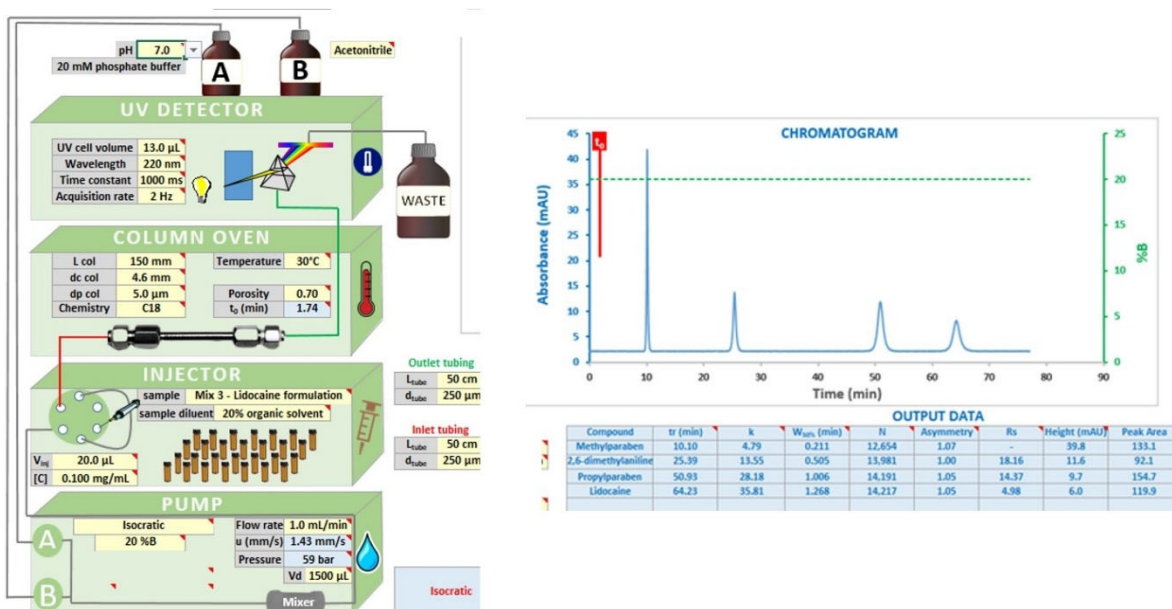 pH 7.0
20 mM phosphate buffer
A
B
Acetonitrile
UV DETECTOR
UV cell volume 13.0 µL
Wavelength 220 nm
Time constant 1000 ms
Acquisition rate 2 Hz
WASTE
COLUMN OVEN
L col 150 mm Temperature 30°C
dc col 4.6 mm
dp col 5.0 µm Porosity 0.70
Chemistry C18 t0 (min) 1.74
Outlet tubing
Ltube 50 cm
dtube 250 µm
INJECTOR
sample Mix 3 - Lidocaine formulation
sample diluent 20% organic solvent
Inlet tubing
Ltube 50 cm
dtube 250 µm
Vinj 20.0 µL
[C] 0.100 mg/mL
PUMP
A
Isocratic Flow rate 1.0 mL/min
20 %B u (mm/s) 1.43 mm/s
Pressure 59 bar
Vd 1500 µL
B
Mixer
Isocratic
CHROMATOGRAM
t0
Absorbance (mAU)
45
40
35
30
25
20
15
10
5
0
25
20
15
10
5
0
%B
0 10 20 30 40 50 60 70 80 90
Time (min)
OUTPUT DATA
Compound tr (min) k W50% (min) N Asymmetry Rs Height (mAU) Peak Area
Methylparaben 10.10 4.79 0.211 12,654 1.07 - 39.8 133.1
2,6-dimethylaniline 25.39 13.55 0.505 13,981 1.00 18.16 11.6 92.1
Propylparaben 50.93 28.18 1.006 14,191 1.05 14.37 9.7 154.7
Lidocaine 64.23 35.81 1.268 14,217 1.05 4.98 6.0 119.9